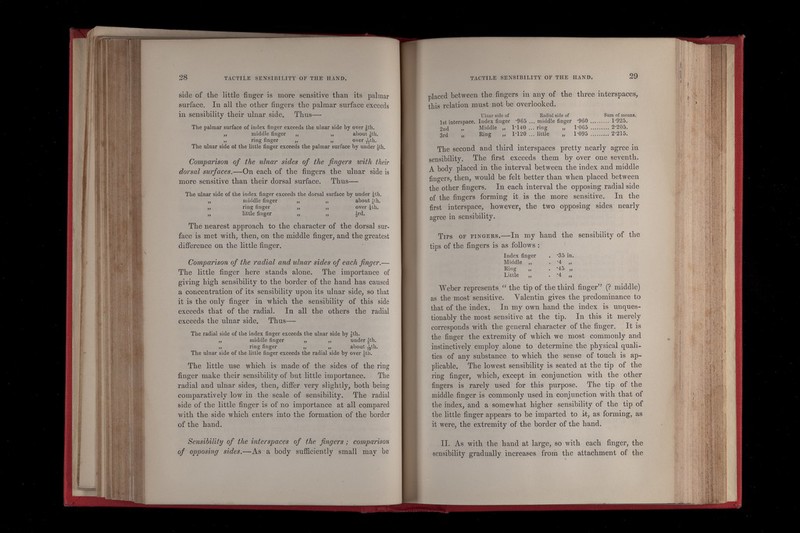 28 TACTILE SENSIBILITY OF THE HAND.
side of the little finger is more sensitive than its palmar
surface. In all the other fingers the palmar surface exceeds
in sensibility their ulnar side, Thus—
The palmar surface of index finger exceeds the ulnar side by over
„ middle finger „ „ about
„ ring finger „ „ over
The ulnar side of the little finger exceeds the palmar surface by under
Comparison of the ulnar sides of the fingers with their
dorsal surfaces.—On each of the fingers the ulnar side is
more sensitive than their dorsal surface. Thus—
The ulnar side of the index finger exceeds the dorsal surface by under
„ middle finger „ „ about
„ ring finger „ „ over
„ little finger „ „ ⅓rd.
The nearest approach to the character of the dorsal sur-
face is met with, then, on the middle finger, and the greatest
difference on the little finger.
Comparison of the radial and ulnar sides of each finger.—
The little finger here stands alone. The importance of
giving high sensibility to the border of the hand has caused
a concentration of its sensibility upon its ulnar side, so that
it is the only finger in which the sensibility of this side
exceeds that of the radial. In all the others the radial
exceeds the ulnar side, Thus—
The radial side of the index finger exceeds the ulnar side by
„ middle finger „ „ under
„ ring finger „ „ about
The ulnar side of the little finger exceeds the radial side by over
The little use which is made of the sides of the ring
finger make their sensibility of but little importance. The
radial and ulnar sides, then, differ very slightly, both being
comparatively low in the scale of sensibility. The radial
side of the little finger is of no importance at all compared
with the side which enters into the formation of the border
of the hand.
Sensibility of the interspaces of the fingers; comparison
of opposing sides.—As a body sufficiently small may be
TACTILE SENSIBILITY OF THE HAND. 29
placed between the fingers in any of the three interspaces,
this relation must not be overlooked.
Ulnar side of Radial side of Sum of means.
1st interspace. Index finger ·965 ... middle finger ·960 ......... 1·925.
2nd „ Middle „ 1·140 ... ring „ 1·065 ......... 2·205.
3rd „ Ring „ 1·120 ... little „ 1·095 ......... 2·215.
The second and third interspaces pretty nearly agree in
sensibility. The first exceeds them by over one seventh.
A body placed in the interval between the index and middle
fingers, then, would be felt better than when placed between
the other fingers. In each interval the opposing radial side
of the fingers forming it is the more sensitive. In the
first interspace, however, the two opposing sides nearly
agree in sensibility.
TIPS OF FINGERS.—In my hand the sensibility of the
tips of the fingers is as follows:
Index finger . ·35 in.
Middle „ . ·4 „
Ring „ . ·45 „
Little „ . ·4 „
Weber represents “ the tip of the third finger” (? middle)
as the most sensitive. Valentin gives the predominance to
that of the index. In my own hand the index is unques-
tionably the most sensitive at the tip. In this it merely
corresponds with the general character of the finger. It is
the finger the extremity of which we most commonly and
instinctively employ alone to determine the physical quali-
ties of any substance to which the sense of touch is ap-
plicable. The lowest sensibility is seated at the tip of the
ring finger, which, except in conjunction with the other
fingers is rarely used for this purpose. The tip of the
middle finger is commonly used in conjunction with that of
the index, and a somewhat higher sensibility of the tip of
the little finger appears to be imparted to it, as forming, as
it were, the extremity of the border of the hand.
II. As with the hand at large, so with each finger, the
sensibility gradually increases from the attachment of the